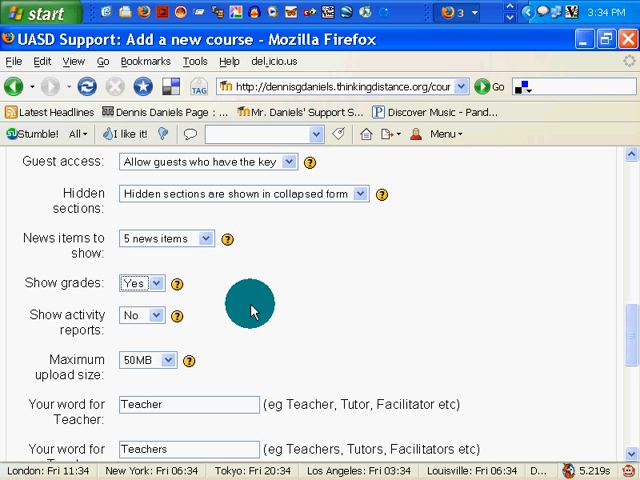 start
3
3:34 PM
UASD Support: Add a new course - Mozilla Firefox
File Edit View Go Bookmarks Tools Help del.icio.us
TAG http://dennisgdaniels.thinkingdistance.org/cour Go
Latest Headlines Dennis Daniels Page : ... Mr. Daniels' Support S... Discover Music - Pand...
Stumble! All I like it! Menu
Guest access: Allow guests who have the key
Hidden sections: Hidden sections are shown in collapsed form
News items to show: 5 news items
Show grades: Yes
Show activity reports: No
Maximum upload size: 50MB
Your word for Teacher: Teacher (eg Teacher, Tutor, Facilitator etc)
Your word for Teachers (eg Teachers, Tutors, Facilitators etc)
London: Fri 11:34 New York: Fri 06:34 Tokyo: Fri 20:34 Los Angeles: Fri 03:34 Louisville: Fri 06:34 D... 5.219s